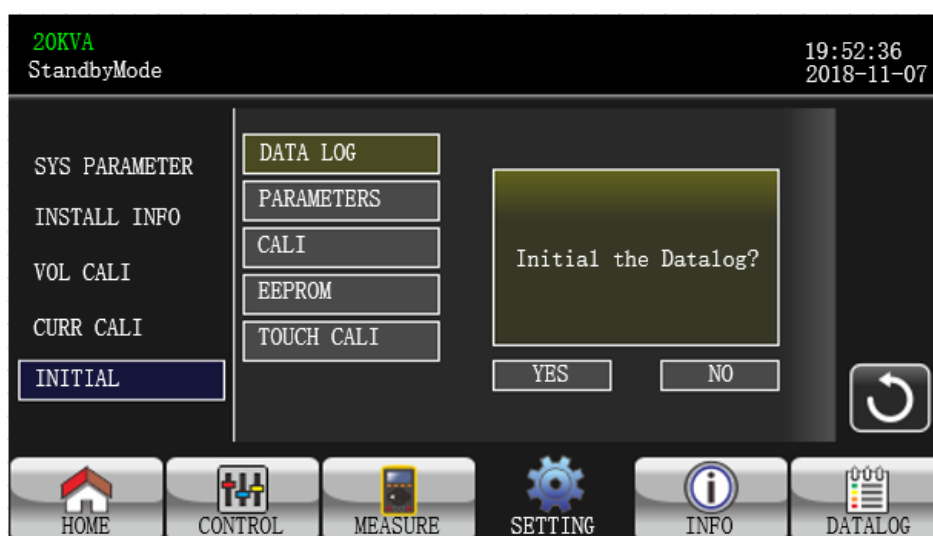 20KVA
StandbyMode
19:52:36
2018-11-07
SYS PARAMETER
INSTALL INFO
VOL CALI
CURR CALI
INITIAL
DATA LOG
PARAMETERS
CALI
EEPROM
TOUCH CALI
Initial the Datalog?
YES
NO
HOME
CONTROL
MEASURE
SETTING
INFO
DATALOG